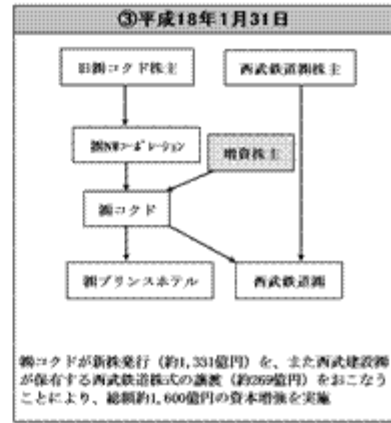 ③平成18年1月31日
旧㈱コクド株主
西武鉄道㈱株主
㈱NWコーポレーション
増資株主
㈱コクド
㈱プリンスホテル
西武鉄道㈱
㈱コクドが新株発行（約1,331億円）を、また西武建設㈱
が保有する西武鉄道株式の譲渡（約269億円）をおこなう
ことにより、総額約1,600億円の資本増強を実施